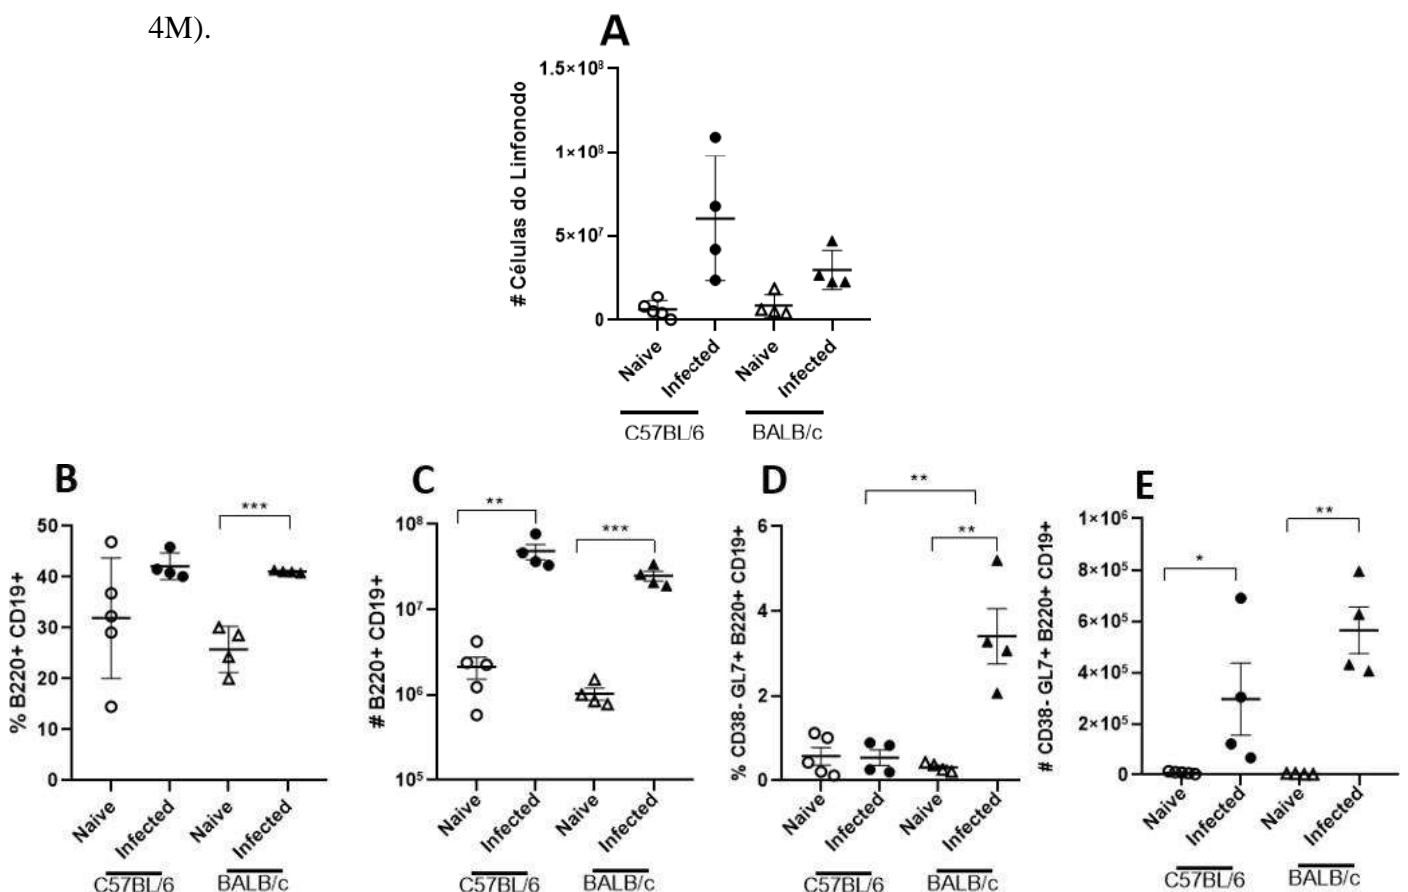 4M).
A
# Células do Linfonodo
1.5×10⁸
1×10⁸
5×10⁷
0
Naive
Infected
Naive
Infected
C57BL/6
BALB/c
B
% B220+ CD19+
50
40
30
20
10
0
***
Naive
Infected
Naive
Infected
C57BL/6
BALB/c
C
# B220+ CD19+
10⁸
10⁷
10⁶
10⁵
**
***
Naive
Infected
Naive
Infected
C57BL/6
BALB/c
D
% CD38- GL7+ B220+ CD19+
6
4
2
0
**
**
Naive
Infected
Naive
Infected
C57BL/6
BALB/c
E
# CD38- GL7+ B220+ CD19+
1×10⁶
8×10⁵
6×10⁵
4×10⁵
2×10⁵
0
*
**
Naive
Infected
Naive
Infected
C57BL/6
BALB/c